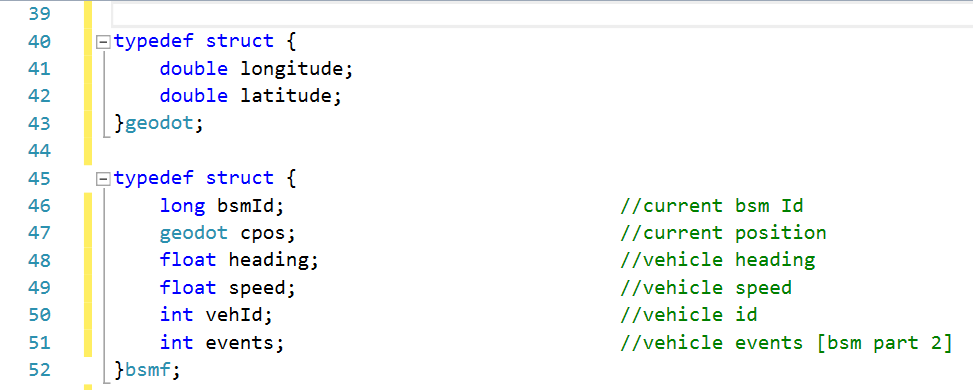 39
40 typedef struct {
41 double longitude;
42 double latitude;
43 }geodot;
44
45 typedef struct {
46 long bsmId; //current bsm Id
47 geodot cpos; //current position
48 float heading; //vehicle heading
49 float speed; //vehicle speed
50 int vehId; //vehicle id
51 int events; //vehicle events [bsm part 2]
52 }bsmf;